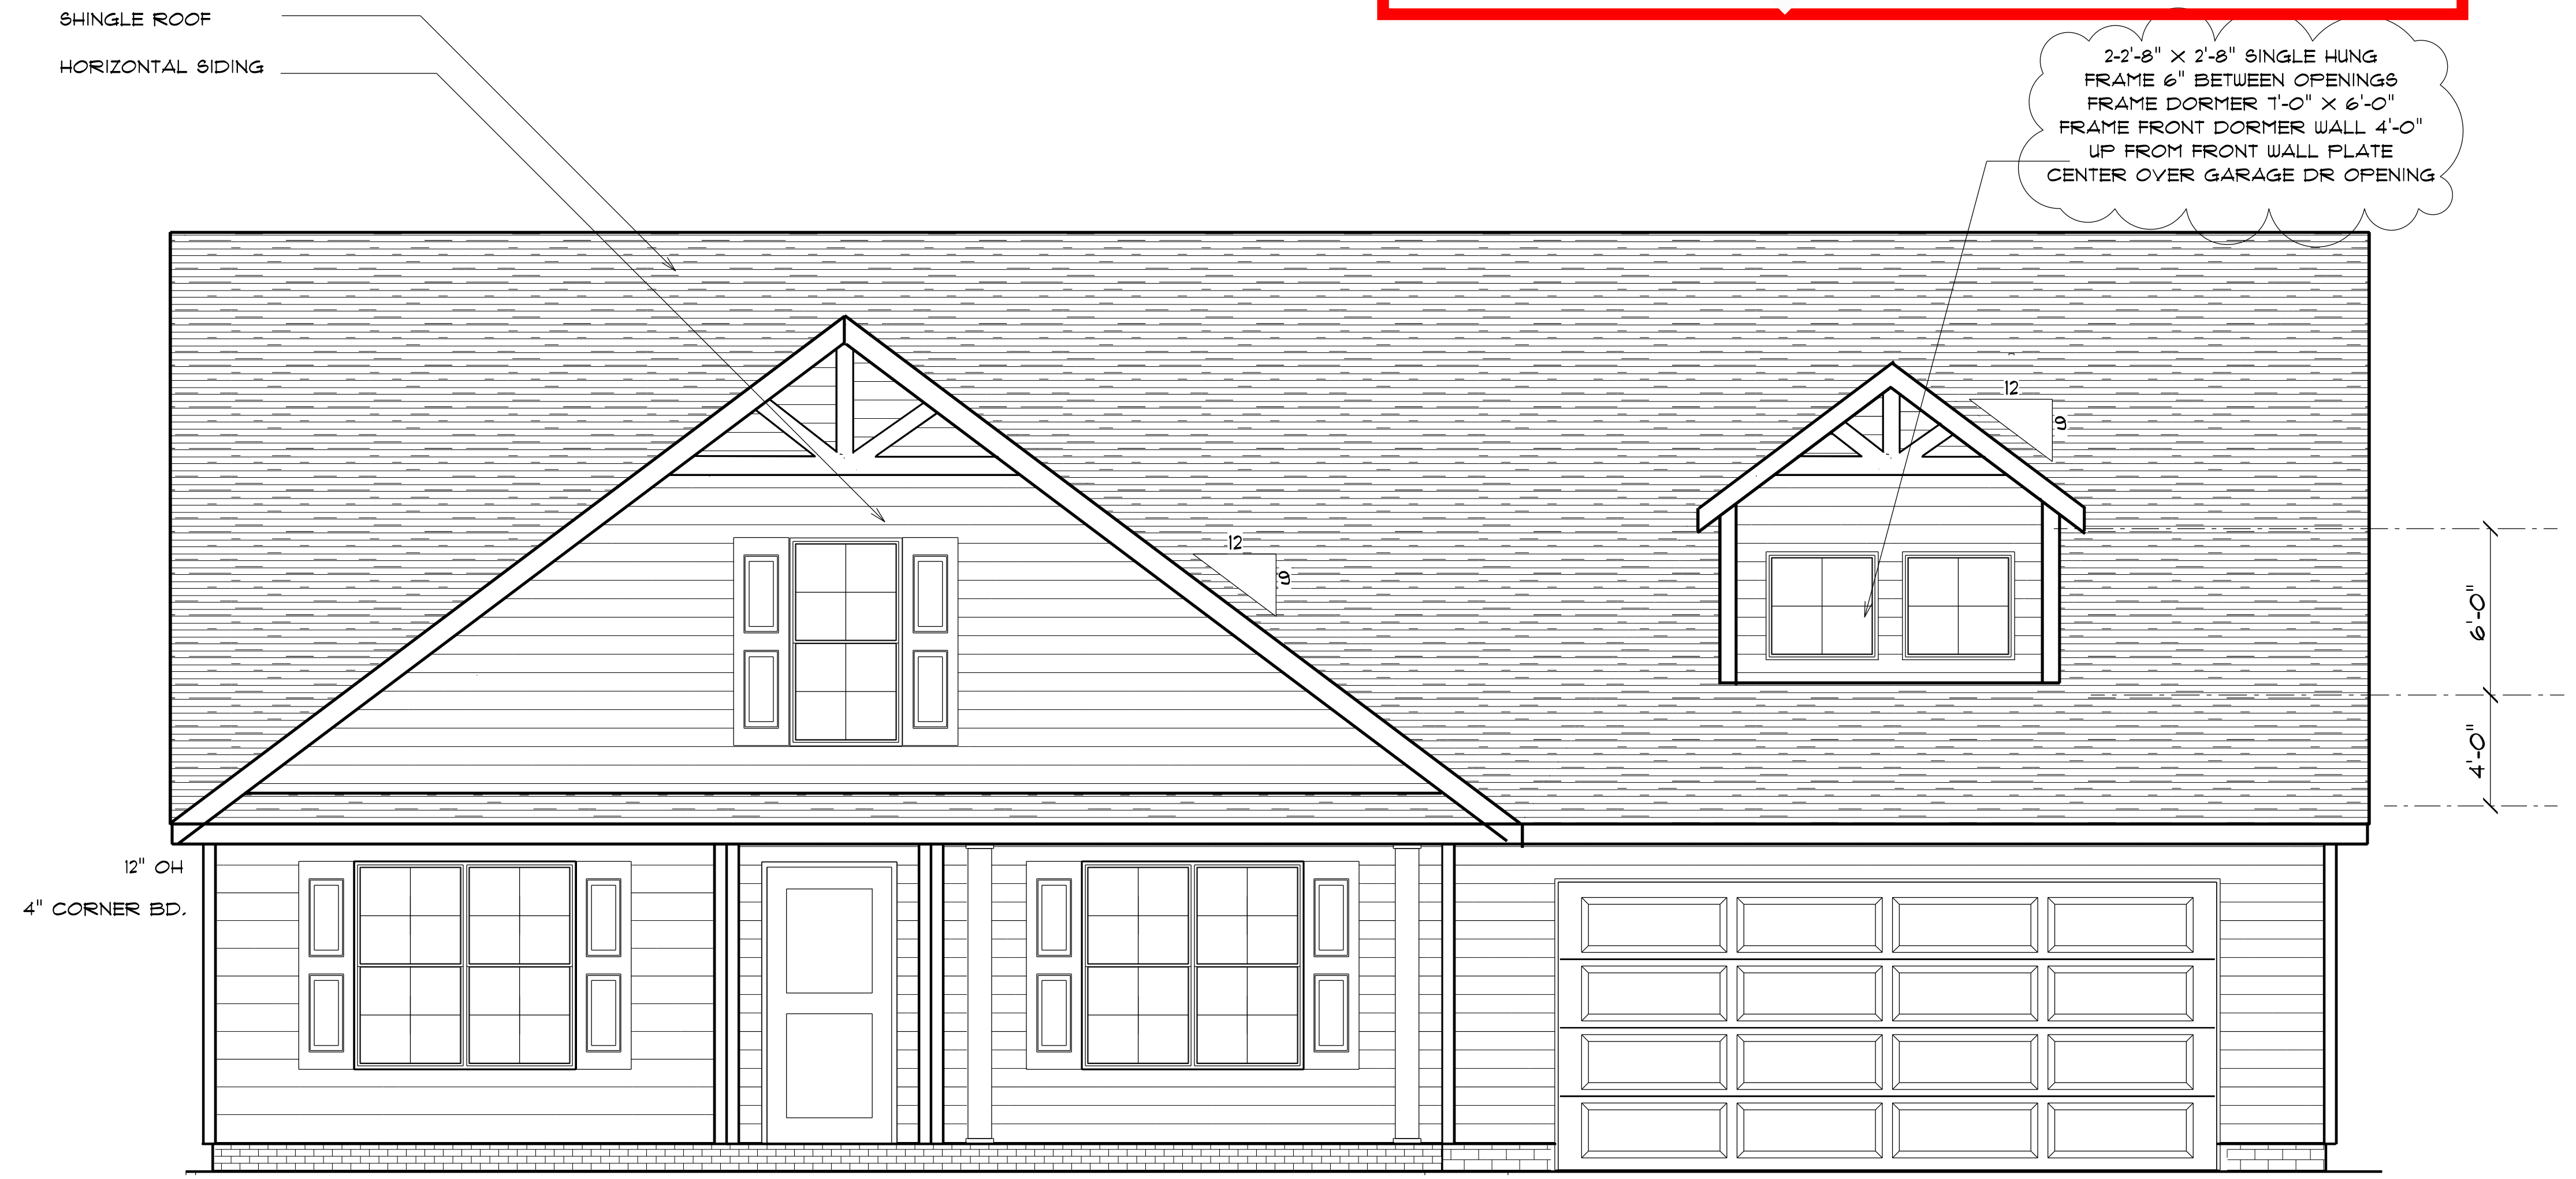 SHINGLE ROOF
HORIZONTAL SIDING
2-2'-8" X 2'-8" SINGLE HUNG
FRAME 6" BETWEEN OPENINGS
FRAME DORMER 7'-0" X 6'-0"
FRAME FRONT DORMER WALL 4'-0"
UP FROM FRONT WALL PLATE
CENTER OVER GARAGE DR OPENING
12
9
12
9
6'-0"
4'-0"
12" OH
4" CORNER BD.